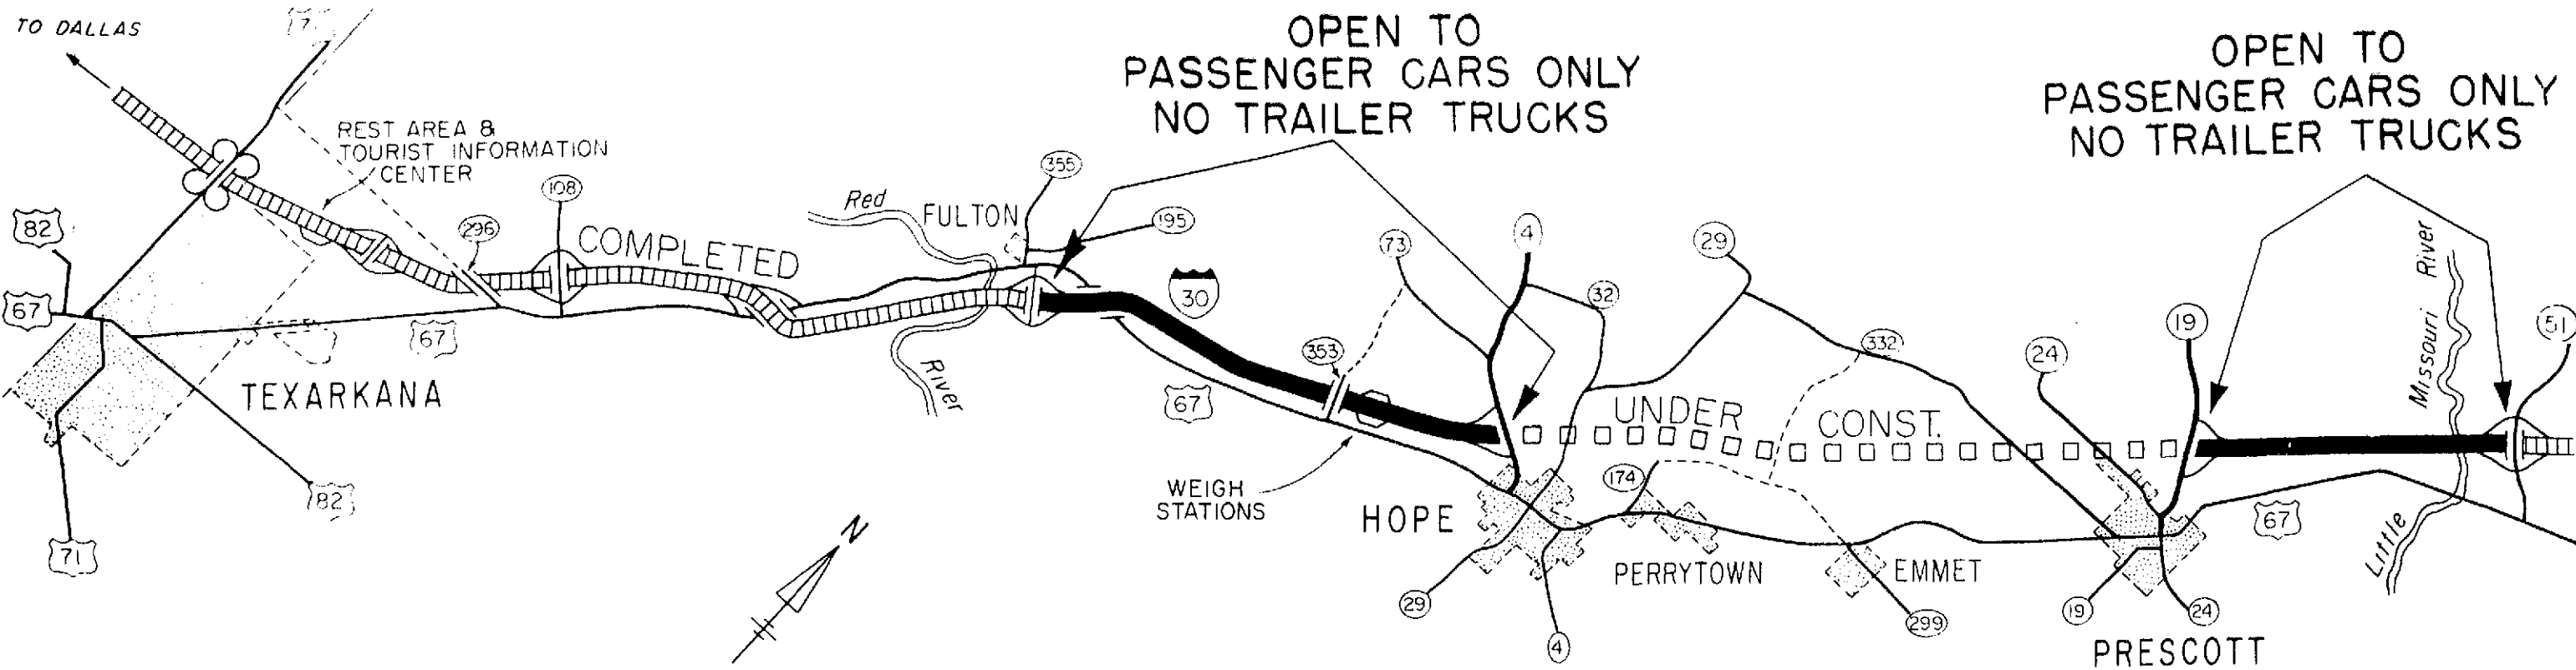 TO DALLAS
OPEN TO
PASSENGER CARS ONLY
NO TRAILER TRUCKS
OPEN TO
PASSENGER CARS ONLY
NO TRAILER TRUCKS
REST AREA &
TOURIST INFORMATION
CENTER
82
67
296
108
COMPLETED
Red
River
FULTON
355
195
30
73
4
32
29
353
332
24
19
Missouri River
Little
51
67
TEXARKANA
67
UNDER CONST.
WEIGH
STATIONS
HOPE
174
PERRYTOWN
EMMET
67
82
71
N
29
4
299
19
24
PRESCOTT